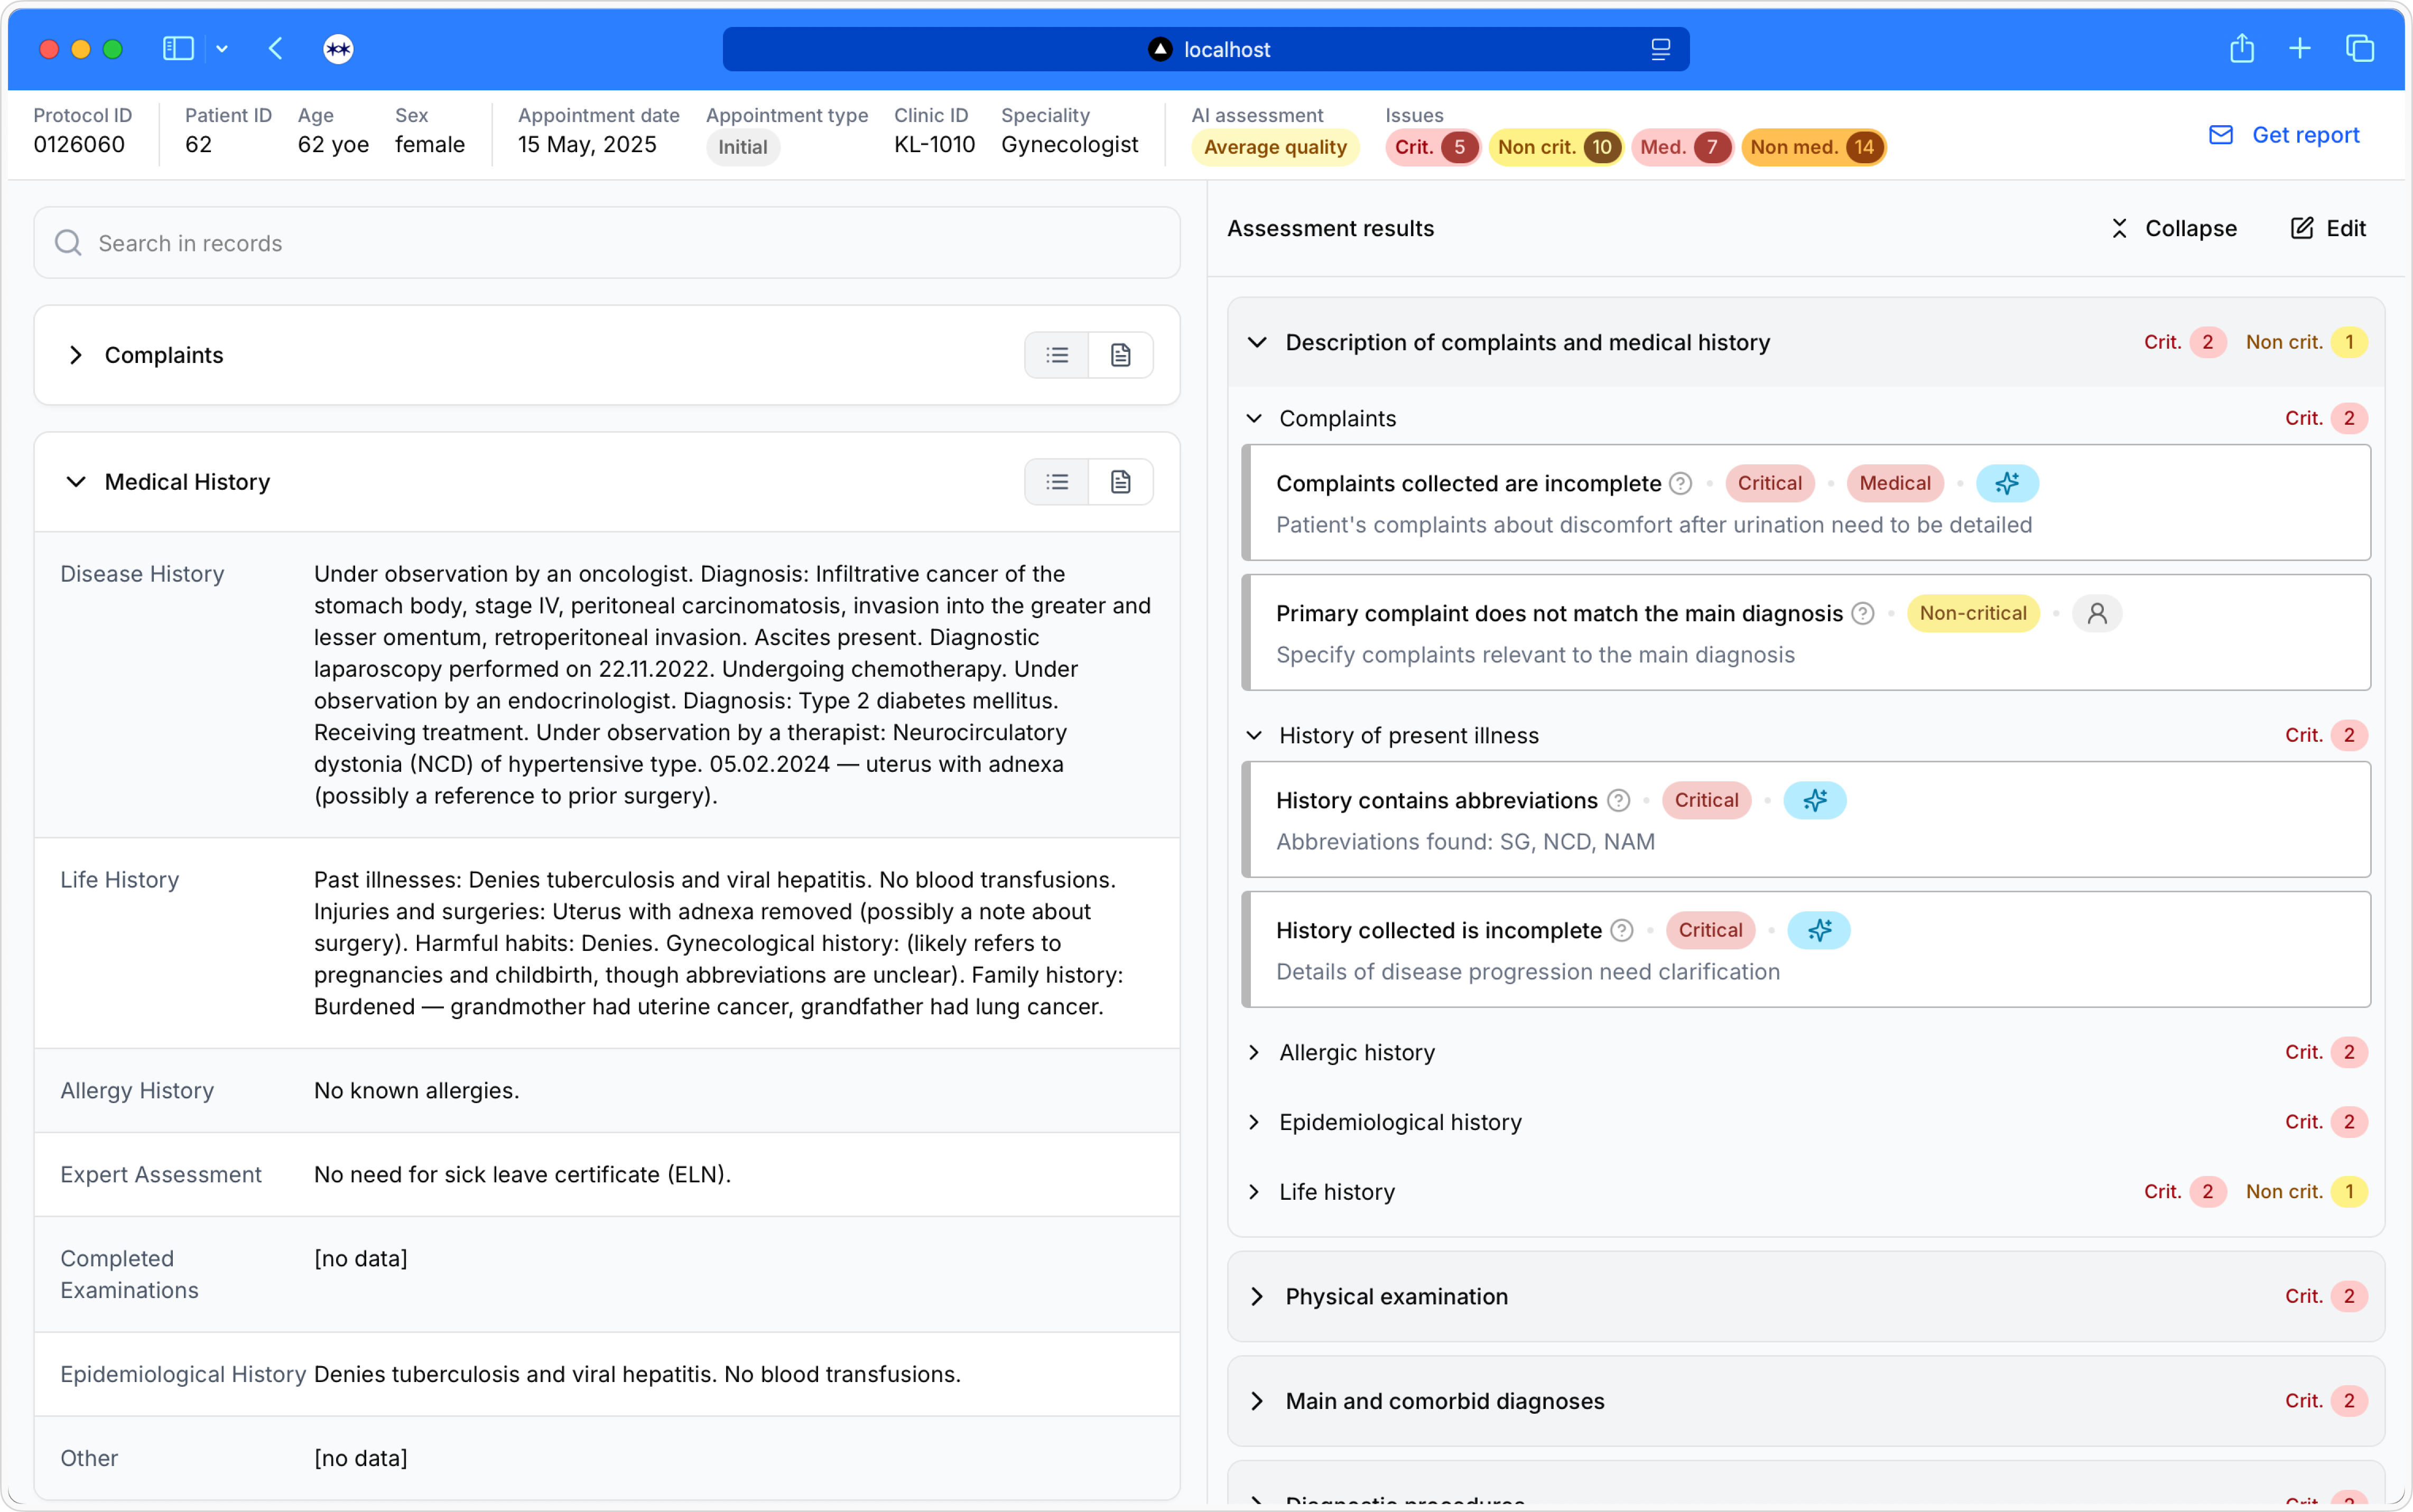 localhost
Protocol ID
0126060
Patient ID
62
Age
62 yoe
Sex
female
Appointment date
15 May, 2025
Appointment type
Initial
Clinic ID
KL-1010
Speciality
Gynecologist
AI assessment
Average quality
Issues
Crit. 5
Non crit. 10
Med. 7
Non med. 14
Get report
Search in records
Complaints
Medical History
Disease History
Under observation by an oncologist. Diagnosis: Infiltrative cancer of the
stomach body, stage IV, peritoneal carcinomatosis, invasion into the greater and
lesser omentum, retroperitoneal invasion. Ascites present. Diagnostic
laparoscopy performed on 22.11.2022. Undergoing chemotherapy. Under
observation by an endocrinologist. Diagnosis: Type 2 diabetes mellitus.
Receiving treatment. Under observation by a therapist: Neurocirculatory
dystonia (NCD) of hypertensive type. 05.02.2024 — uterus with adnexa
(possibly a reference to prior surgery).
Life History
Past illnesses: Denies tuberculosis and viral hepatitis. No blood transfusions.
Injuries and surgeries: Uterus with adnexa removed (possibly a note about
surgery). Harmful habits: Denies. Gynecological history: (likely refers to
pregnancies and childbirth, though abbreviations are unclear). Family history:
Burdened — grandmother had uterine cancer, grandfather had lung cancer.
Allergy History
No known allergies.
Expert Assessment
No need for sick leave certificate (ELN).
Completed
Examinations
[no data]
Epidemiological History
Denies tuberculosis and viral hepatitis. No blood transfusions.
Other
[no data]
Assessment results
Collapse
Edit
Description of complaints and medical history
Crit. 2
Non crit. 1
Complaints
Crit. 2
Complaints collected are incomplete
Critical
Medical
Patient's complaints about discomfort after urination need to be detailed
Primary complaint does not match the main diagnosis
Non-critical
Specify complaints relevant to the main diagnosis
History of present illness
Crit. 2
History contains abbreviations
Critical
Abbreviations found: SG, NCD, NAM
History collected is incomplete
Critical
Details of disease progression need clarification
Allergic history
Crit. 2
Epidemiological history
Crit. 2
Life history
Crit. 2
Non crit. 1
Physical examination
Crit. 2
Main and comorbid diagnoses
Crit. 2
Diagnostic procedures
Crit. 2